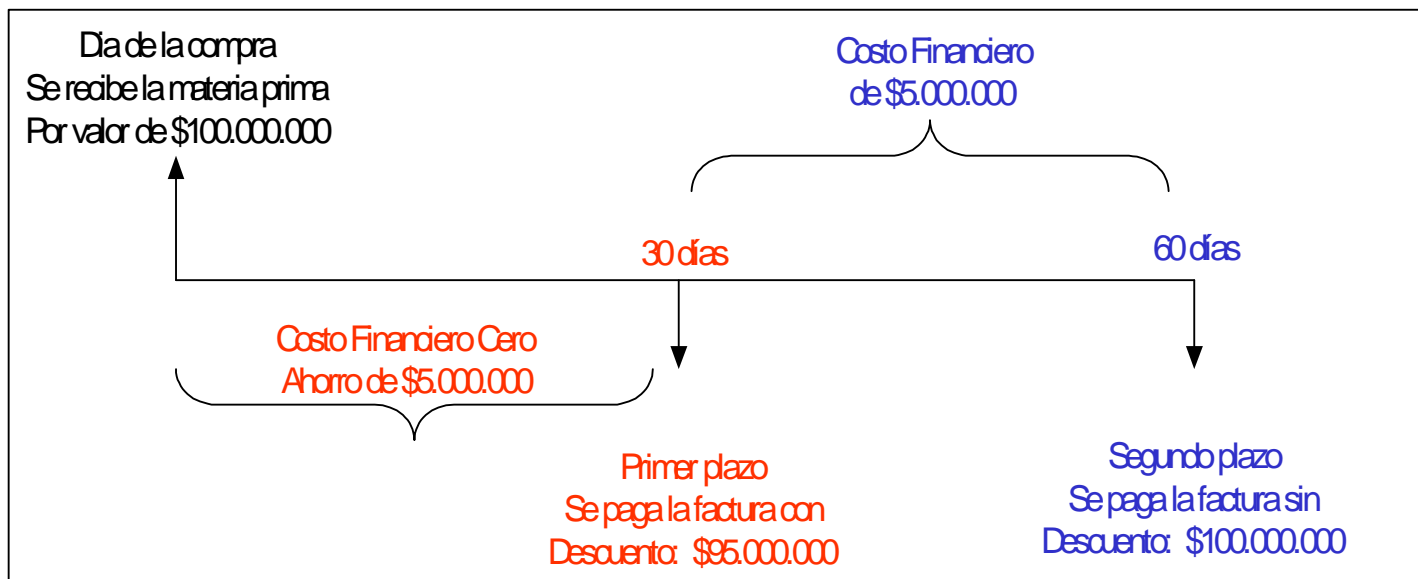 Dia de la compra
Se recibe la materia prima
Por valor de $100.000.000
Costo Financiero
de $5.000.000
30 días
60 días
Costo Financiero Cero
Ahorro de $5.000.000
Primer plazo
Se paga la factura con
Descuento: $95.000.000
Segundo plazo
Se paga la factura sin
Descuento: $100.000.000